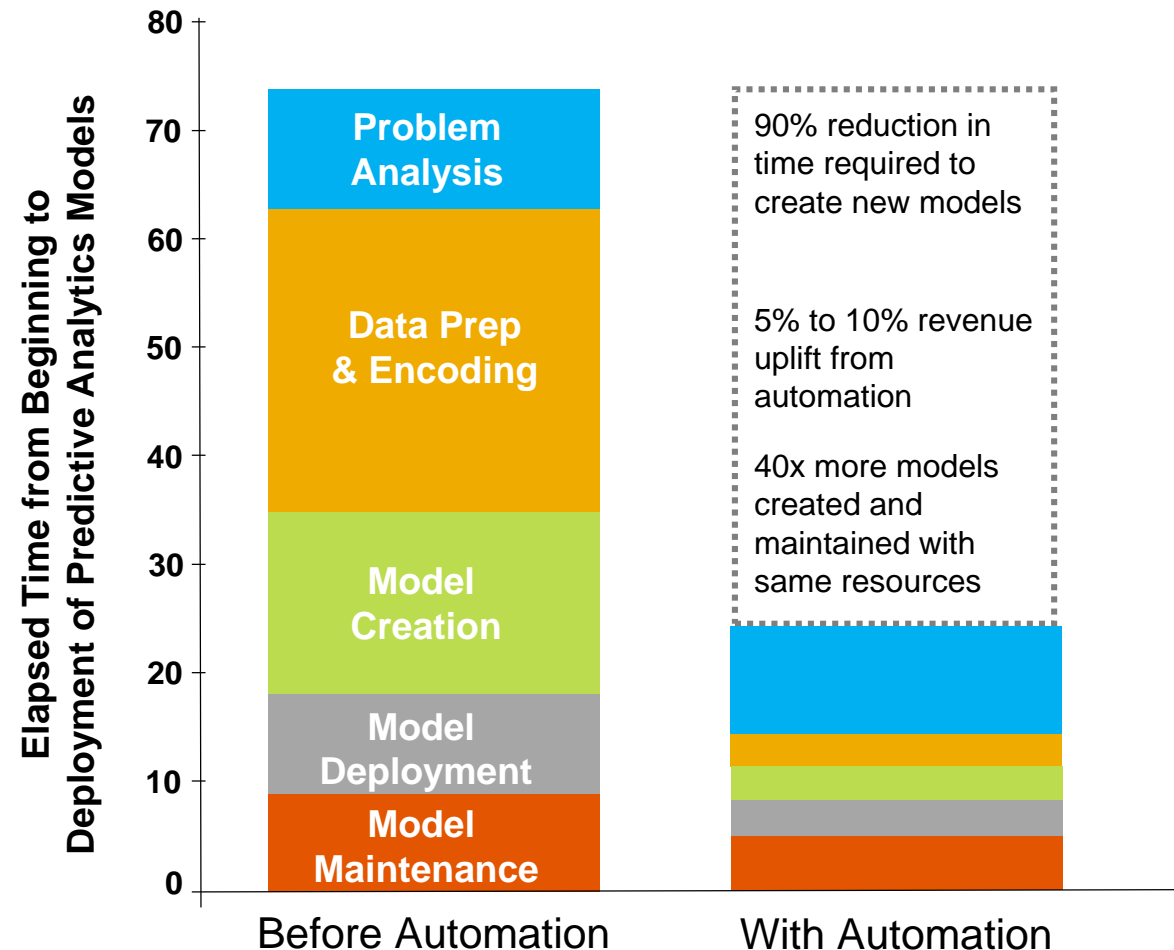 Elapsed Time from Beginning to
Deployment of Predictive Analytics Models
80
70
60
50
40
30
20
10
0
Problem
Analysis
Data Prep
& Encoding
Model
Creation
Model
Deployment
Model
Maintenance
90% reduction in
time required to
create new models
5% to 10% revenue
uplift from
automation
40x more models
created and
maintained with
same resources
Before Automation
With Automation